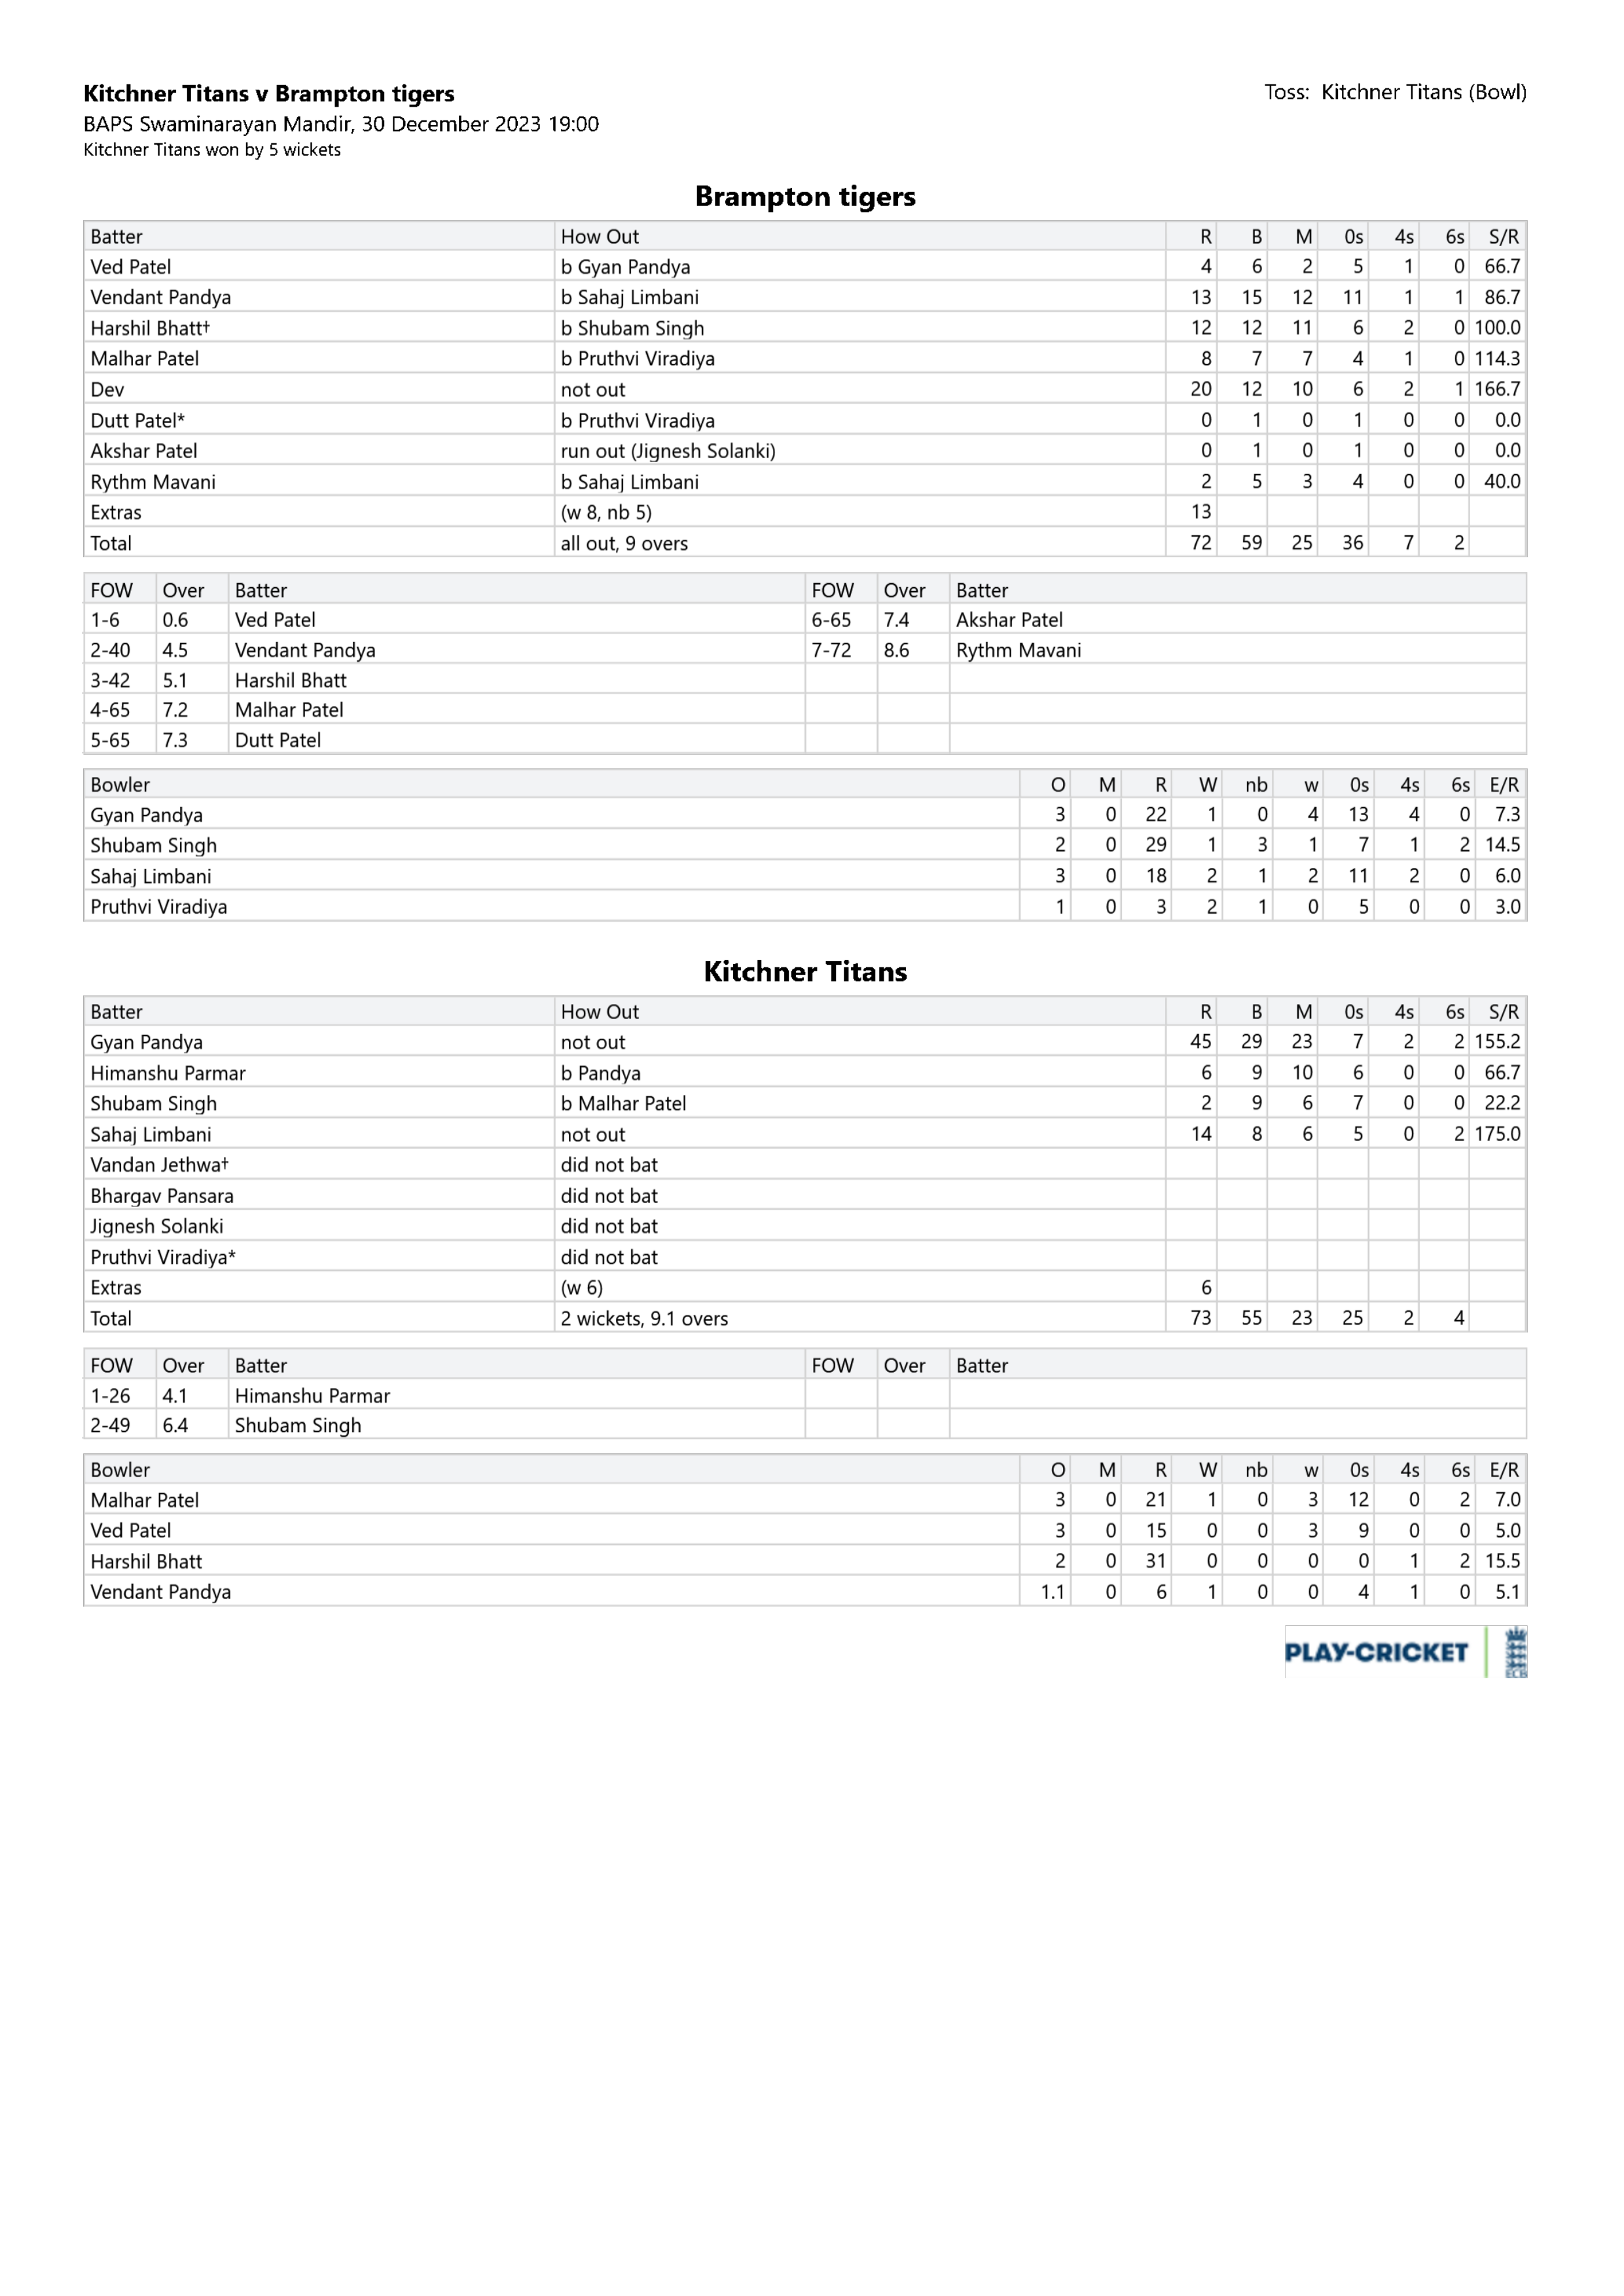 Kitchner Titans v Brampton tigers Toss: Kitchner Titans (Bowl)
BAPS Swaminarayan Mandir, 30 December 2023 19:00
Kitchner Titans won by 5 wickets
Brampton tigers
Batter How Out R B M 0s 4s 6s S/R
Ved Patel b Gyan Pandya 4 6 2 5 1 0 66.7
Vendant Pandya b Sahaj Limbani 13 15 12 11 1 1 86.7
Harshil Bhatt† b Shubam Singh 12 12 11 6 2 0 100.0
Malhar Patel b Pruthvi Viradiya 8 7 7 4 1 0 114.3
Dev not out 20 12 10 6 2 1 166.7
Dutt Patel* b Pruthvi Viradiya 0 1 0 1 0 0 0.0
Akshar Patel run out (Jignesh Solanki) 0 1 0 1 0 0 0.0
Rythm Mavani b Sahaj Limbani 2 5 3 4 0 0 40.0
Extras (w 8, nb 5) 13
Total all out, 9 overs 72 59 25 36 7 2
FOW Over Batter FOW Over Batter
1-6 0.6 Ved Patel 6-65 7.4 Akshar Patel
2-40 4.5 Vendant Pandya 7-72 8.6 Rythm Mavani
3-42 5.1 Harshil Bhatt
4-65 7.2 Malhar Patel
5-65 7.3 Dutt Patel
Bowler O M R W nb w 0s 4s 6s E/R
Gyan Pandya 3 0 22 1 0 4 13 4 0 7.3
Shubam Singh 2 0 29 1 3 1 7 1 2 14.5
Sahaj Limbani 3 0 18 2 1 2 11 2 0 6.0
Pruthvi Viradiya 1 0 3 2 1 0 5 0 0 3.0
Kitchner Titans
Batter How Out R B M 0s 4s 6s S/R
Gyan Pandya not out 45 29 23 7 2 2 155.2
Himanshu Parmar b Pandya 6 9 10 6 0 0 66.7
Shubam Singh b Malhar Patel 2 9 6 7 0 0 22.2
Sahaj Limbani not out 14 8 6 5 0 2 175.0
Vandan Jethwa† did not bat
Bhargav Pansara did not bat
Jignesh Solanki did not bat
Pruthvi Viradiya* did not bat
Extras (w 6) 6
Total 2 wickets, 9.1 overs 73 55 23 25 2 4
FOW Over Batter FOW Over Batter
1-26 4.1 Himanshu Parmar
2-49 6.4 Shubam Singh
Bowler O M R W nb w 0s 4s 6s E/R
Malhar Patel 3 0 21 1 0 3 12 0 2 7.0
Ved Patel 3 0 15 0 0 3 9 0 0 5.0
Harshil Bhatt 2 0 31 0 0 0 0 1 2 15.5
Vendant Pandya 1.1 0 6 1 0 0 4 1 0 5.1
PLAY-CRICKET ECB